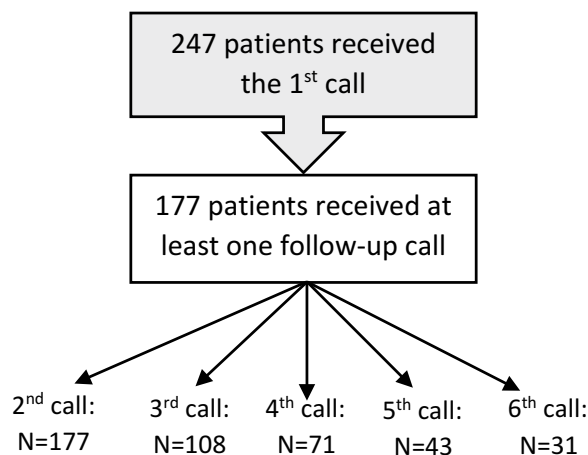 247 patients received
the 1st call
177 patients received at
least one follow-up call
2nd call:
N=177
3rd call:
N=108
4th call:
N=71
5th call:
N=43
6th call:
N=31